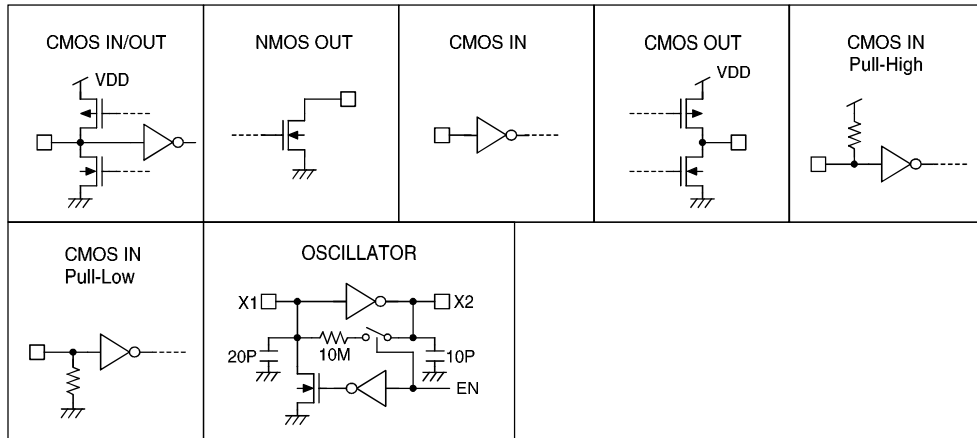 CMOS IN/OUT
VDD
NMOS OUT
CMOS IN
CMOS OUT
VDD
CMOS IN
Pull-High
CMOS IN
Pull-Low
OSCILLATOR
X1
X2
20P
10M
10P
EN